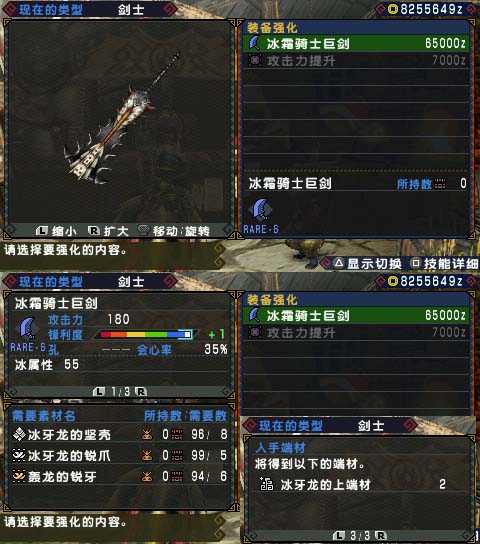 现在的类型 剑士
8255649z
装备强化
冰霜骑士巨剑 65000z
攻击力提升 7000z
冰霜骑士巨剑 所持数 0
RARE-6
L 缩小 R 扩大 移动/旋转
请选择要强化的内容。
△显示切换 □技能详细
现在的类型 剑士
8255649z
冰霜骑士巨剑
攻击力 180
锋利度 +1
RARE-6
孔 --- 会心率 35%
冰属性 55
L 1/3 R
装备强化
冰霜骑士巨剑 65000z
攻击力提升 7000z
需要素材名 所持数/需要数
冰牙龙的坚壳 0 96/ 8
冰牙龙的锐爪 0 99/ 5
轰龙的锐牙 0 94/ 6
请选择要强化的内容。
现在的类型 剑士
入手端材
将得到以下的端材。
冰牙龙的上端材 2
L 3/3 R